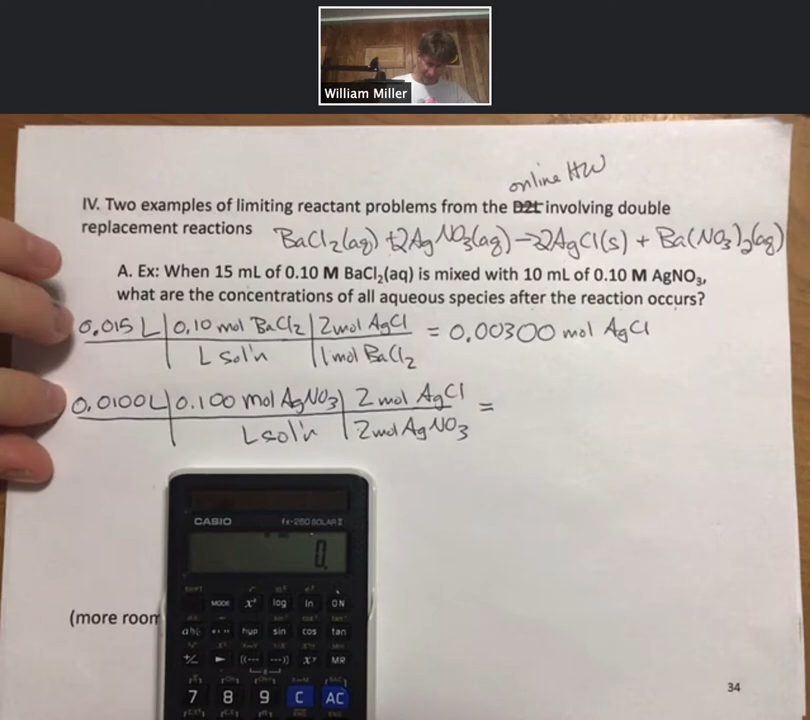 William Miller
online HW
IV. Two examples of limiting reactant problems from the D2L involving double
replacement reactions BaCl₂(aq) + 2AgNO₃(aq) → 2AgCl(s) + Ba(NO₃)₂(aq)
A. Ex: When 15 mL of 0.10 M BaCl₂(aq) is mixed with 10 mL of 0.10 M AgNO₃,
what are the concentrations of all aqueous species after the reaction occurs?
0.015 L | 0.10 mol BaCl₂ | 2 mol AgCl = 0.00300 mol AgCl
L sol'n | 1 mol BaCl₂
0.0100 L | 0.100 mol AgNO₃ | 2 mol AgCl =
L sol'n | 2 mol AgNO₃
CASIO fx-260 SOLAR II
0.
SHIFT
MODE x² log ln ON
hyp sin cos tan
+/- ► [(--- ---)] xʸ MR
(more room
7 8 9 C AC
34